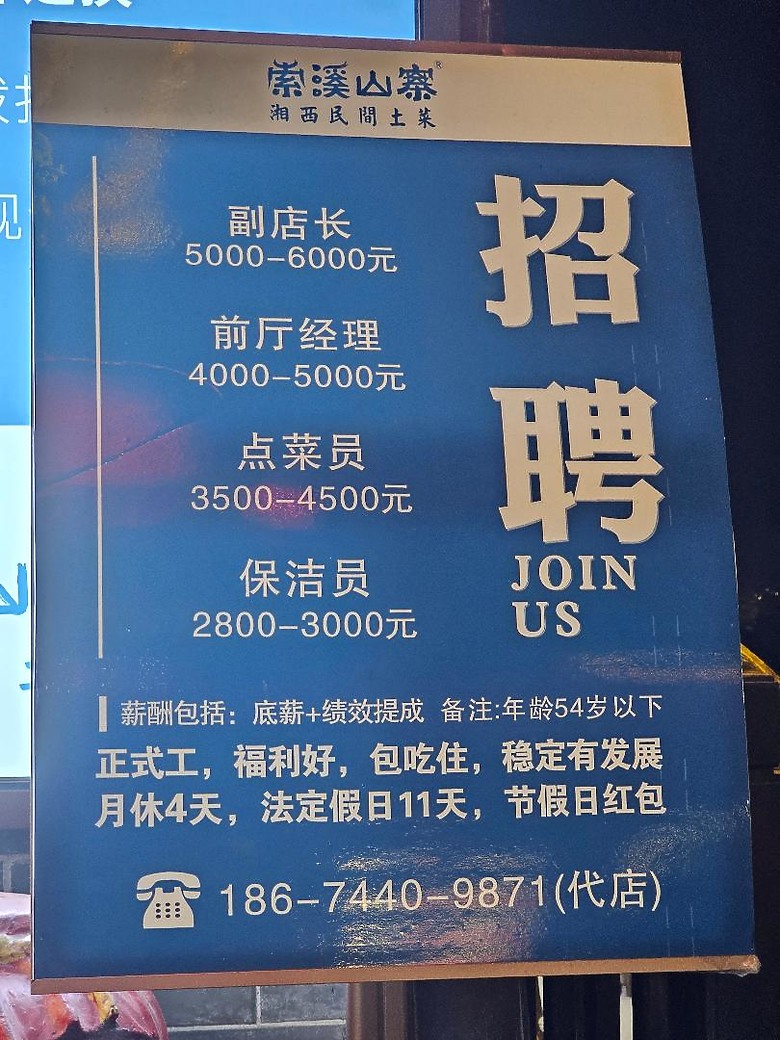 索溪山寨®
湘西民間土菜
招聘
JOIN
US
副店长
5000-6000元
前厅经理
4000-5000元
点菜员
3500-4500元
保洁员
2800-3000元
薪酬包括：底薪+绩效提成 备注:年龄54岁以下
正式工，福利好，包吃住，稳定有发展
月休4天，法定假日11天，节假日红包
186-7440-9871(代店)